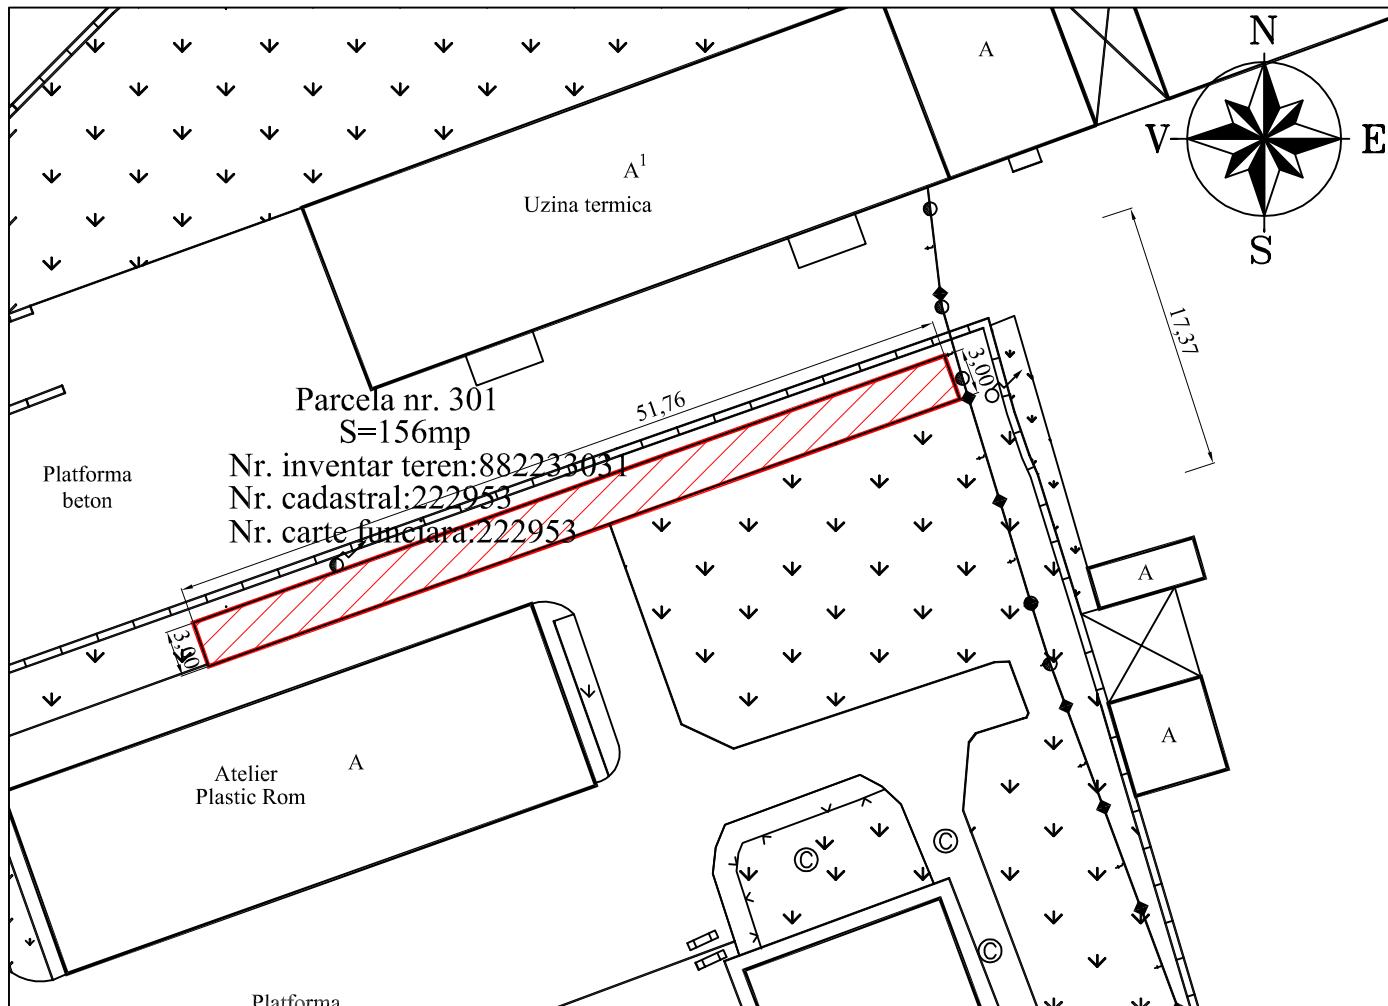 A
N
V
E
S
A¹
Uzina termica
17,37
3,00
51,76
Parcela nr. 301
S=156mp
Nr. inventar teren:882233031
Nr. cadastral:222953
Nr. carte funciara:222953
Platforma
beton
3,00
A
A
A
Atelier
Plastic Rom
C
C
C
Platforma